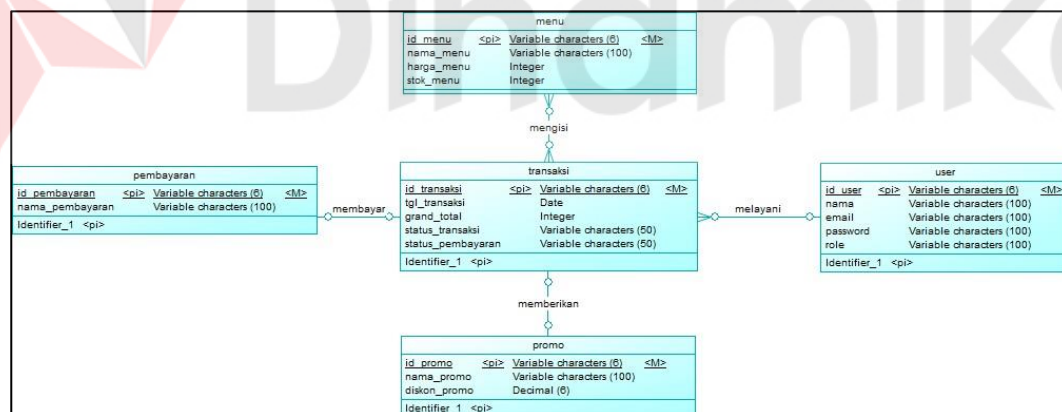 Dinamika
menu
id_menu <pi> Variable characters (6) <M>
nama_menu Variable characters (100)
harga_menu Integer
stok_menu Integer
mengisi
pembayaran
id_pembayaran <pi> Variable characters (6) <M>
nama_pembayaran Variable characters (100)
Identifier_1 <pi>
membayar
transaksi
id_transaksi <pi> Variable characters (6) <M>
tgl_transaksi Date
grand_total Integer
status_transaksi Variable characters (50)
status_pembayaran Variable characters (50)
Identifier_1 <pi>
melayani
user
id_user <pi> Variable characters (6) <M>
nama Variable characters (100)
email Variable characters (100)
password Variable characters (100)
role Variable characters (100)
Identifier_1 <pi>
memberikan
promo
id_promo <pi> Variable characters (6) <M>
nama_promo Variable characters (100)
diskon_promo Decimal (6)
Identifier_1 <pi>